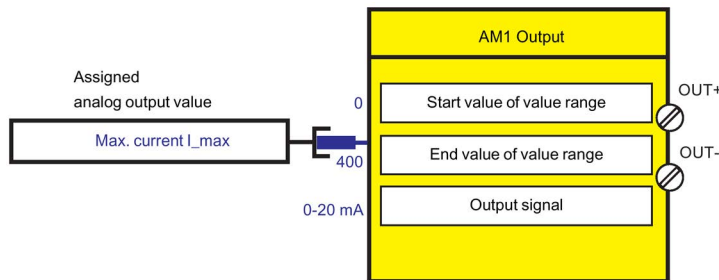 AM1 Output
Assigned
analog output value
Max. current I_max
0
Start value of value range
OUT+
400
End value of value range
OUT-
0-20 mA
Output signal